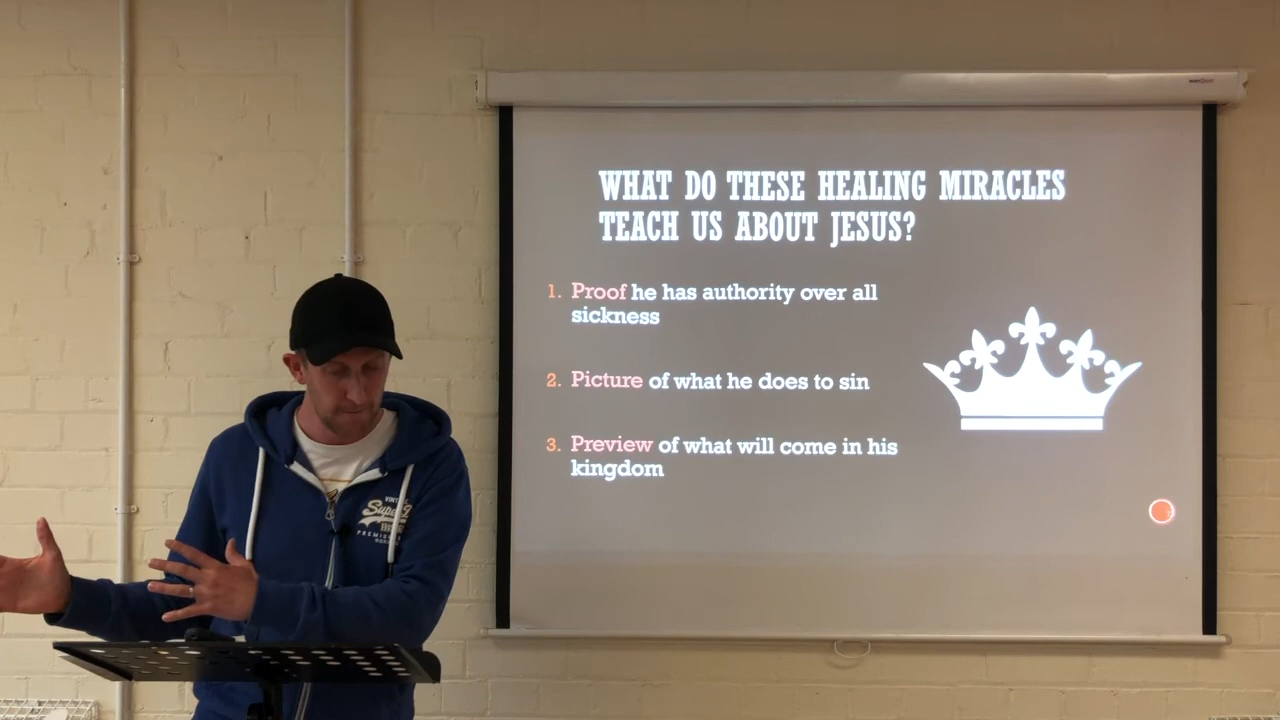 WHAT DO THESE HEALING MIRACLES
TEACH US ABOUT JESUS?
1. Proof he has authority over all
sickness
2. Picture of what he does to sin
3. Preview of what will come in his
kingdom